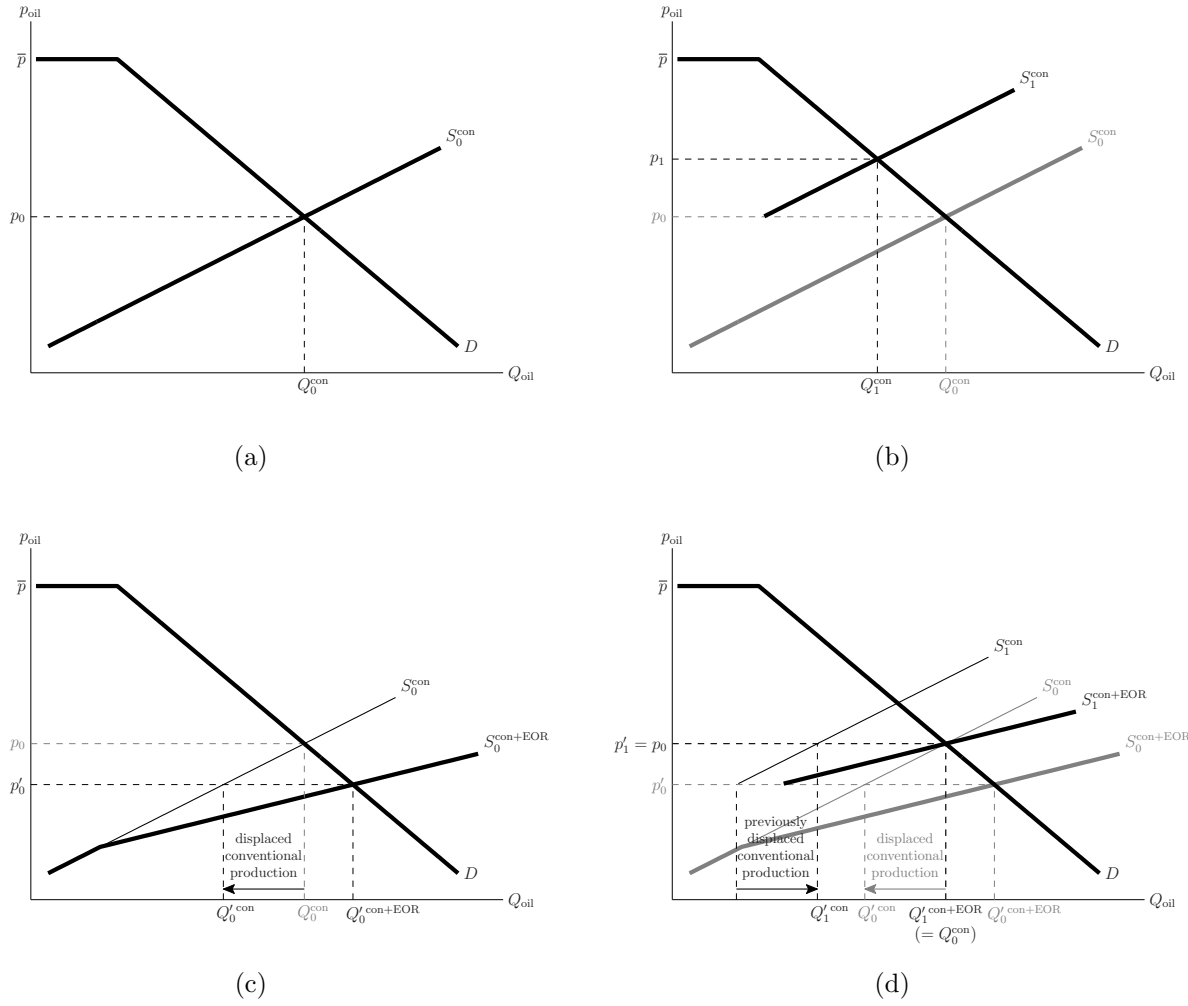 p_oil
p̅
S_0^con
p_0
D
Q_0^con
Q_oil
(a)
p_oil
p̅
S_1^con
S_0^con
p_1
p_0
D
Q_1^con
Q_0^con
Q_oil
(b)
p_oil
p̅
S_0^con
S_0^con+EOR
p_0
p′_0
displaced
conventional
production
D
Q′_0^con
Q_0^con
Q′_0^con+EOR
Q_oil
(c)
p_oil
p̅
S_1^con
S_0^con
S_1^con+EOR
S_0^con+EOR
p′_1 = p_0
p′_0
previously
displaced
conventional
production
displaced
conventional
production
D
Q′_1^con
Q′_0^con
Q′_1^con+EOR
(= Q_0^con)
Q′_0^con+EOR
Q_oil
(d)